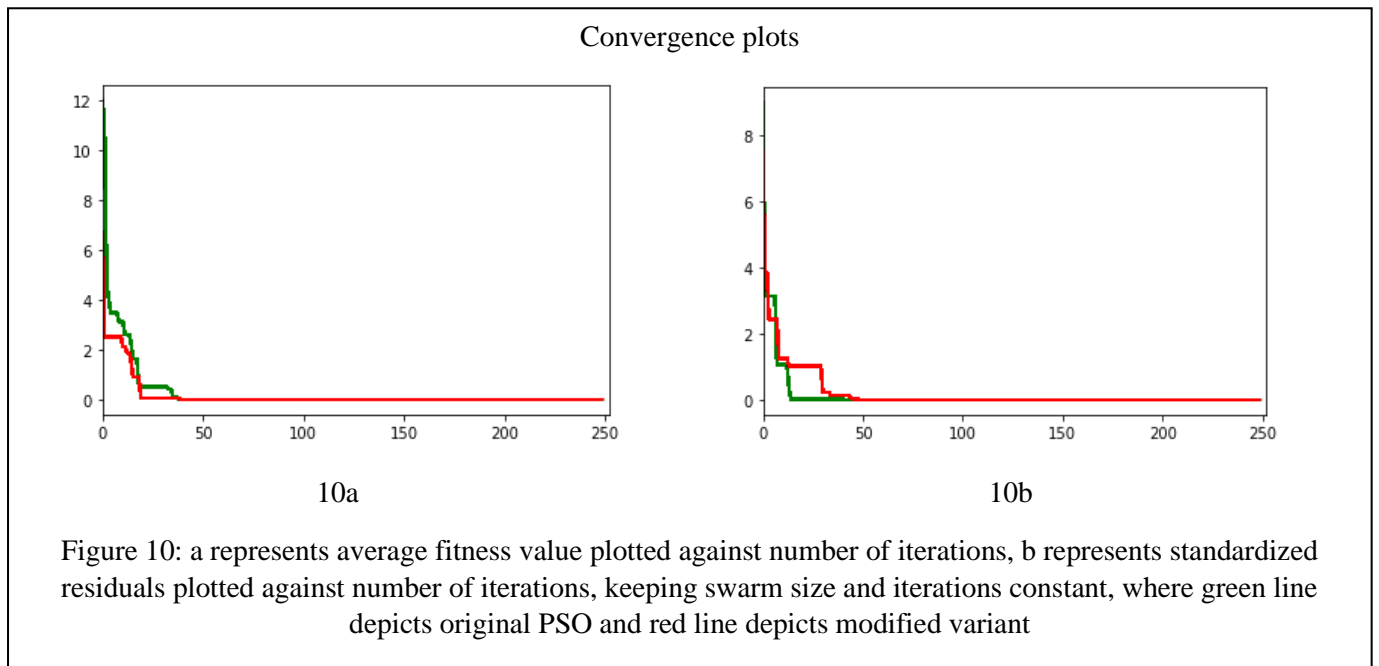 Convergence plots
12
10
8
6
4
2
0
0 50 100 150 200 250
8
6
4
2
0
0 50 100 150 200 250
10a 10b
Figure 10: a represents average fitness value plotted against number of iterations, b represents standardized
residuals plotted against number of iterations, keeping swarm size and iterations constant, where green line
depicts original PSO and red line depicts modified variant